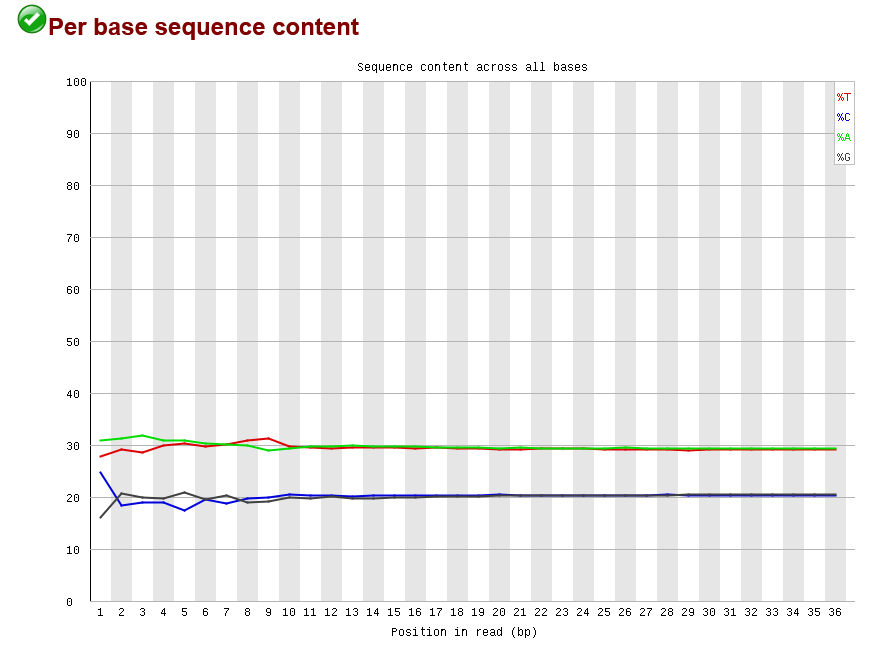 Per base sequence content
Sequence content across all bases
100
90
80
70
60
50
40
30
20
10
0
%T
%C
%A
%G
1 2 3 4 5 6 7 8 9 10 11 12 13 14 15 16 17 18 19 20 21 22 23 24 25 26 27 28 29 30 31 32 33 34 35 36
Position in read (bp)